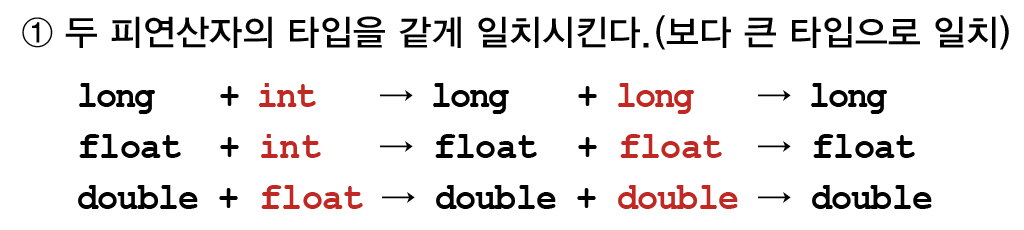 ① 두 피연산자의 타입을 같게 일치시킨다.(보다 큰 타입으로 일치)
long + int → long + long → long
float + int → float + float → float
double + float → double + double → double